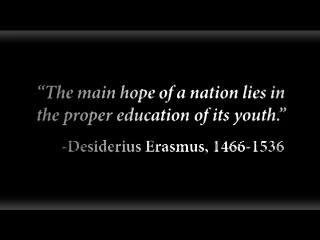 “The main hope of a nation lies in
the proper education of its youth.”
-Desiderius Erasmus, 1466-1536